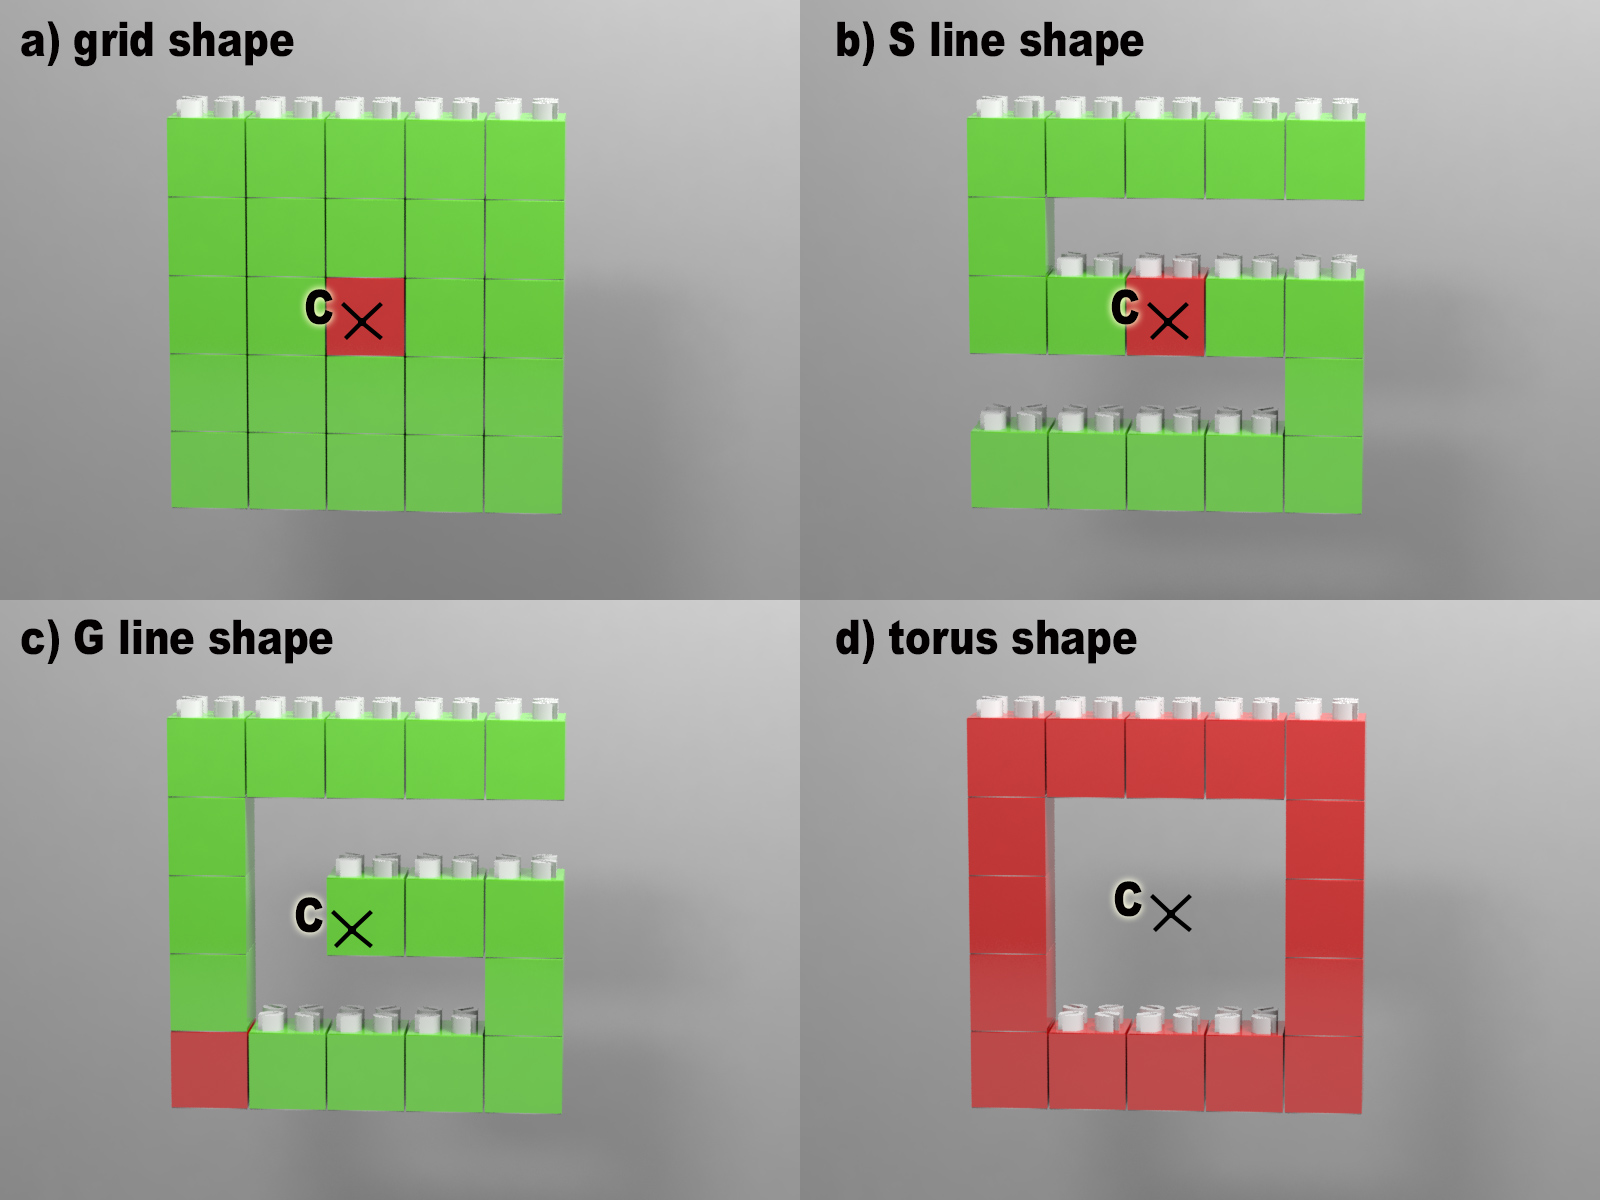 a) grid shape
b) S line shape
C
C
c) G line shape
d) torus shape
C
C